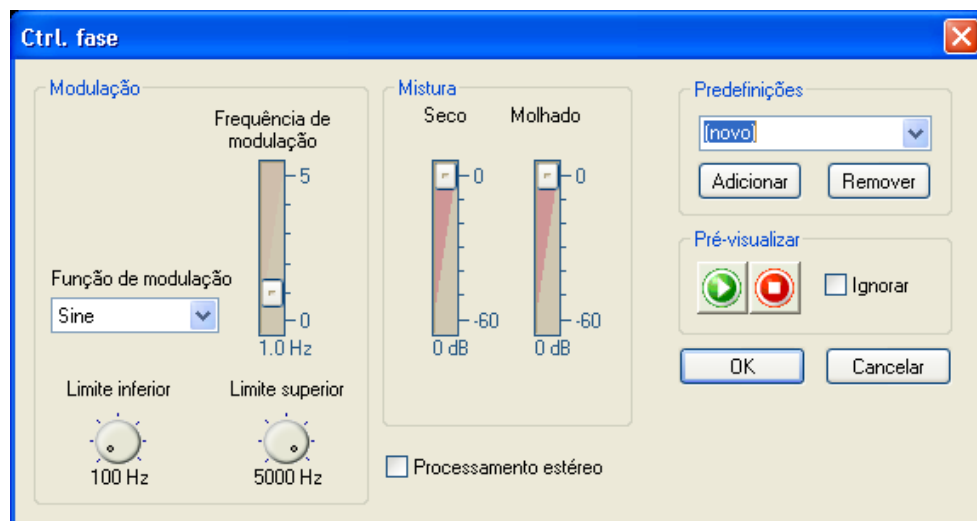 Ctrl. fase
Modulação
Frequência de
modulação
5
0
1.0 Hz
Função de modulação
Sine
Limite inferior
100 Hz
Limite superior
5000 Hz
Mistura
Seco
0
-60
0 dB
Molhado
0
-60
0 dB
Processamento estéreo
Predefinições
(novo)
Adicionar
Remover
Pré-visualizar
Ignorar
OK
Cancelar